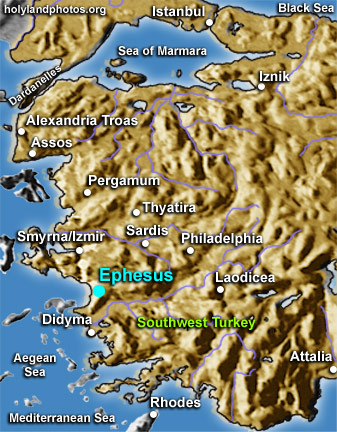 holylandphotos.org
Istanbul
Black Sea
Sea of Marmara
Iznik
Dardanelles
Alexandria Troas
Assos
Pergamum
Thyatira
Sardis
Smyrna/Izmir
Philadelphia
Ephesus
Laodicea
Didyma
Southwest Turkey
Aegean
Sea
Attalia
Rhodes
Mediterranean Sea